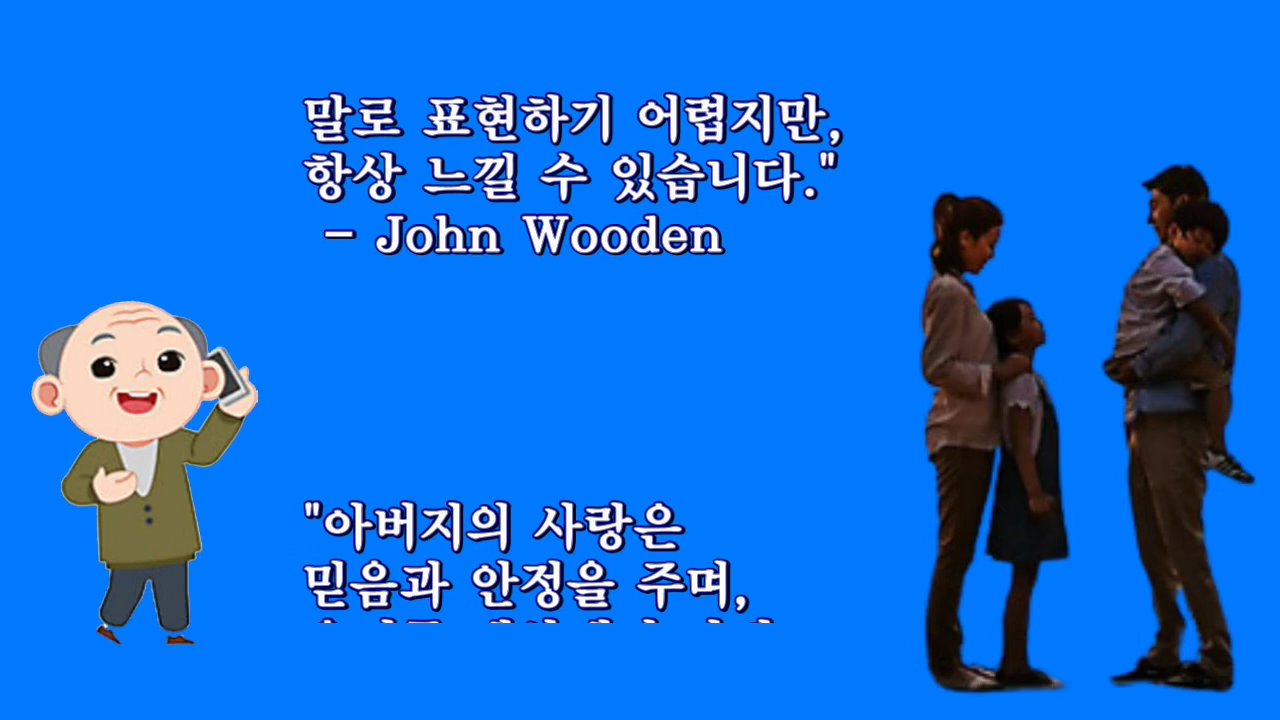 말로 표현하기 어렵지만,
항상 느낄 수 있습니다."
- John Wooden
"아버지의 사랑은
믿음과 안정을 주며,